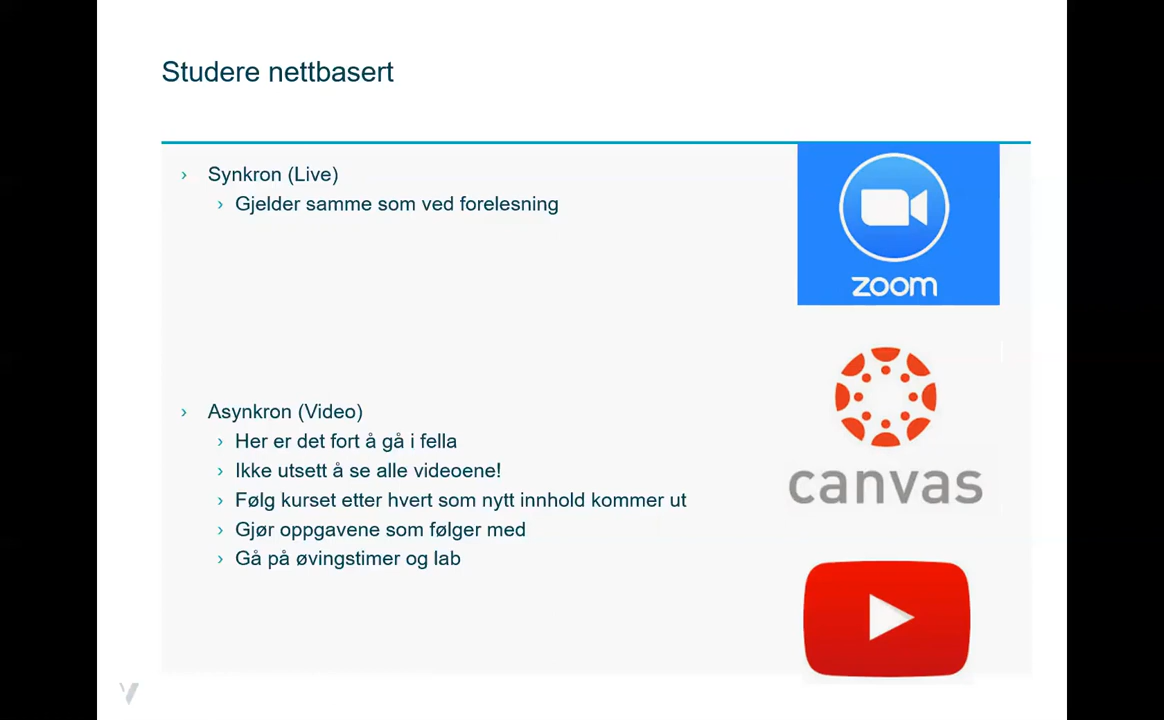 Studere nettbasert
› Synkron (Live)
› Gjelder samme som ved forelesning
zoom
› Asynkron (Video)
› Her er det fort å gå i fella
› Ikke utsett å se alle videoene!
› Følg kurset etter hvert som nytt innhold kommer ut
› Gjør oppgavene som følger med
› Gå på øvingstimer og lab
canvas